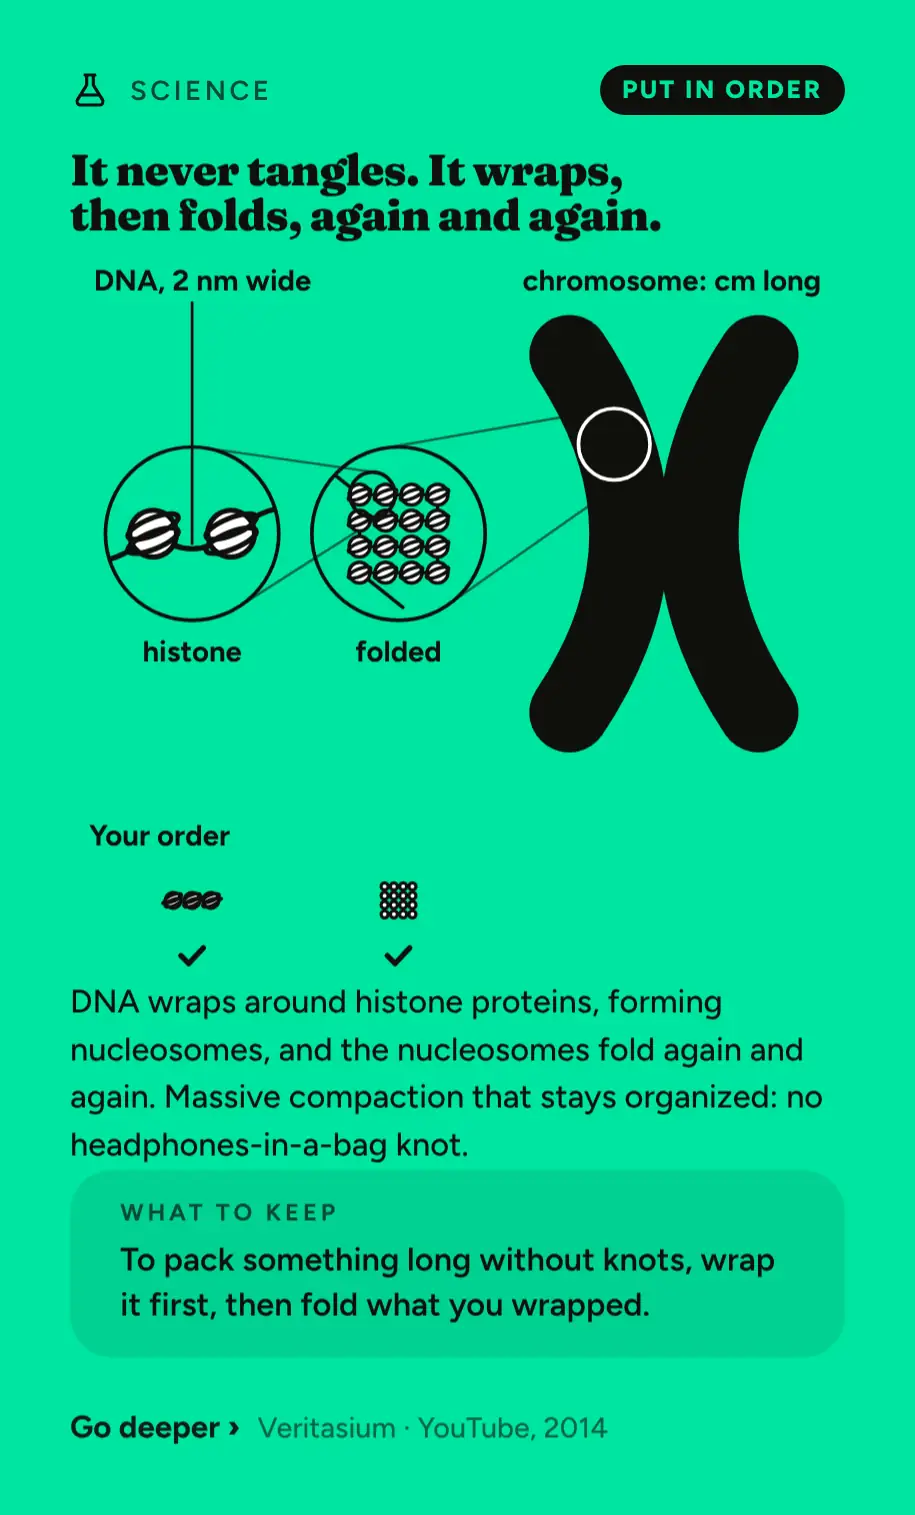 SCIENCE
PUT IN ORDER
It never tangles. It wraps,
then folds, again and again.
DNA, 2 nm wide
chromosome: cm long
histone
folded
Your order
DNA wraps around histone proteins, forming
nucleosomes, and the nucleosomes fold again and
again. Massive compaction that stays organized: no
headphones-in-a-bag knot.
WHAT TO KEEP
To pack something long without knots, wrap
it first, then fold what you wrapped.
Go deeper › Veritasium · YouTube, 2014